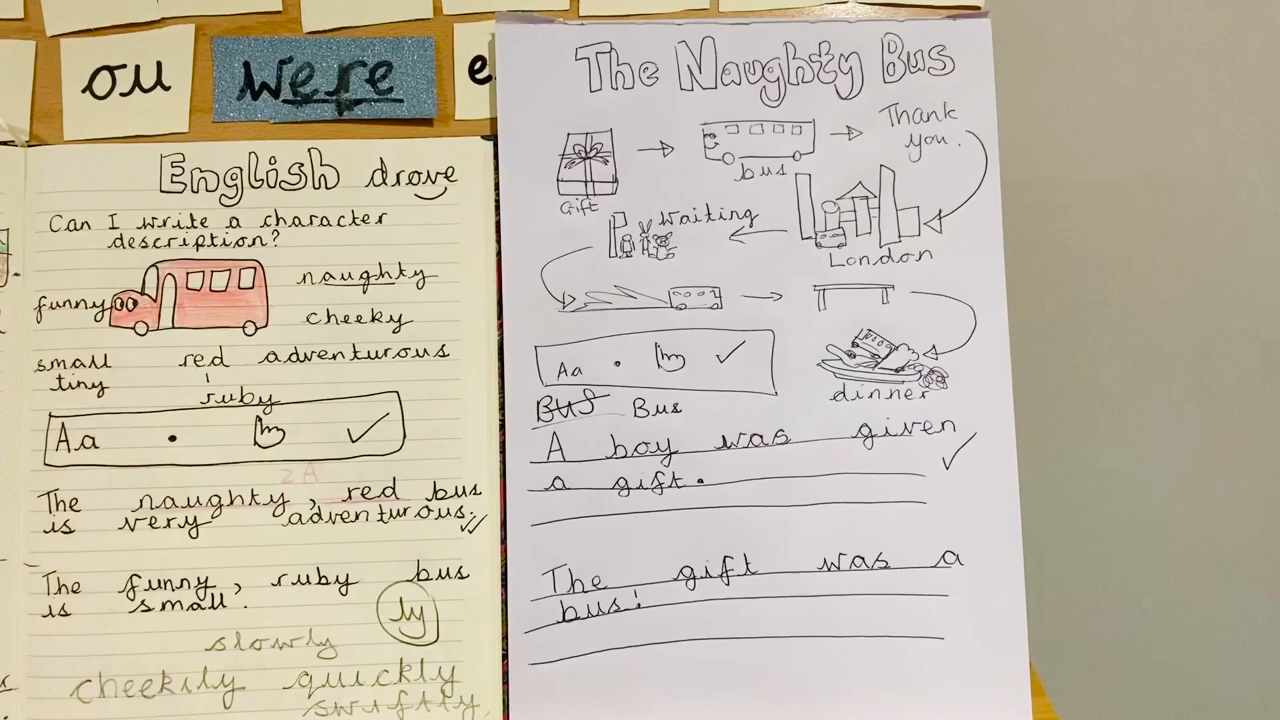 ou were e
English drove
Can I write a character
description?
naughty
funny
cheeky
small red adventurous
tiny
ruby
Aa .
2A
The naughty, red bus
is very adventurous.
The funny, ruby bus
is small.
ly
slowly
cheekily quickly
swiftly
The Naughty Bus
Thank
you.
bus
Gift
Waiting
London
Aa .
dinner
BUS Bus
A boy was given
a gift.
The gift was a
bus!